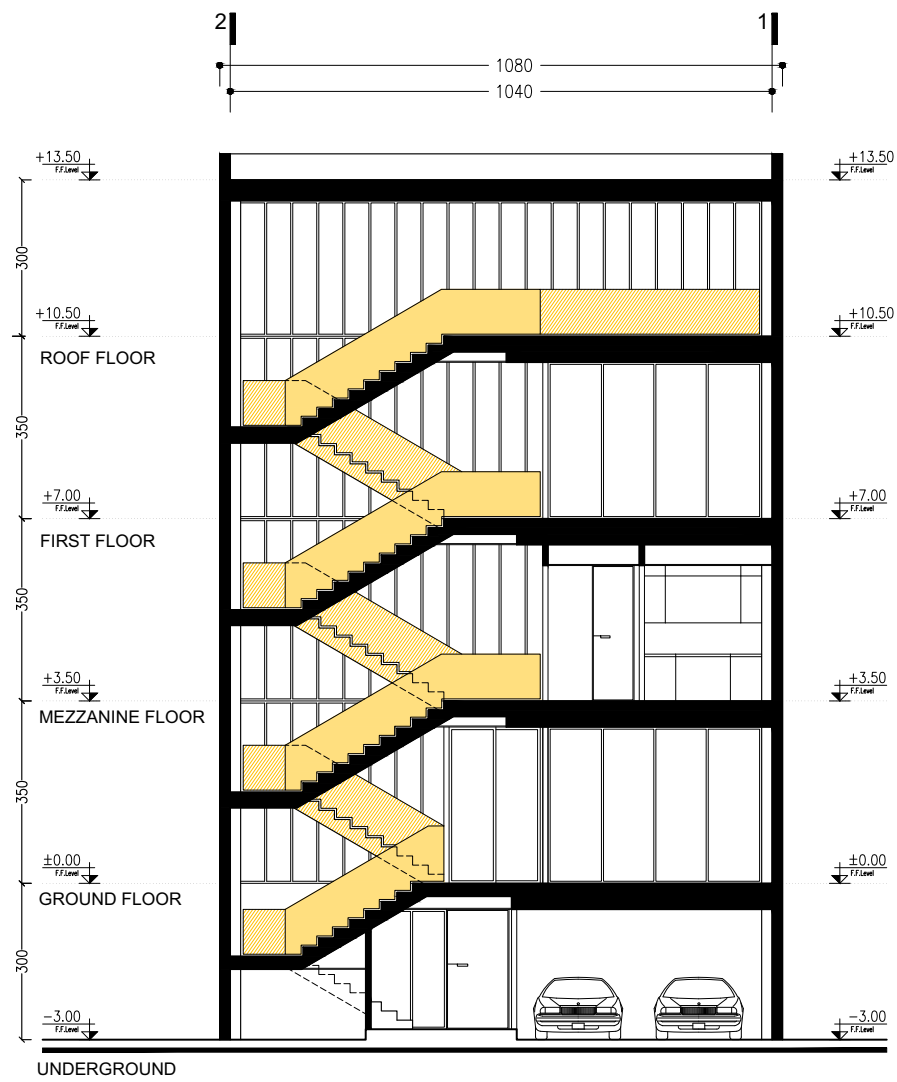 2 1
1080
1040
+13.50 +13.50
F.F.Level F.F.Level
300
+10.50 +10.50
F.F.Level F.F.Level
ROOF FLOOR
350
+7.00 +7.00
F.F.Level F.F.Level
FIRST FLOOR
350
+3.50 +3.50
F.F.Level F.F.Level
MEZZANINE FLOOR
350
±0.00 ±0.00
F.F.Level F.F.Level
GROUND FLOOR
300
−3.00 −3.00
F.F.Level F.F.Level
UNDERGROUND